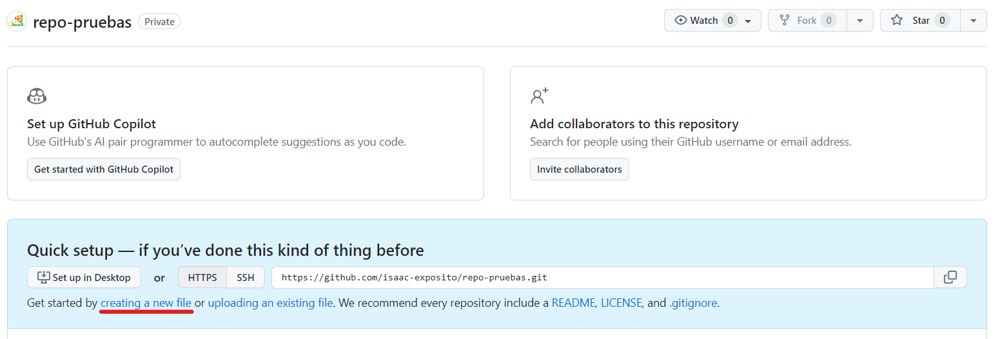 repo-pruebas Private Watch 0 Fork 0 Star 0
Set up GitHub Copilot
Use GitHub's AI pair programmer to autocomplete suggestions as you code.
Get started with GitHub Copilot
Add collaborators to this repository
Search for people using their GitHub username or email address.
Invite collaborators
Quick setup — if you’ve done this kind of thing before
Set up in Desktop or HTTPS SSH https://github.com/isaac-exposito/repo-pruebas.git
Get started by creating a new file or uploading an existing file. We recommend every repository include a README, LICENSE, and .gitignore.